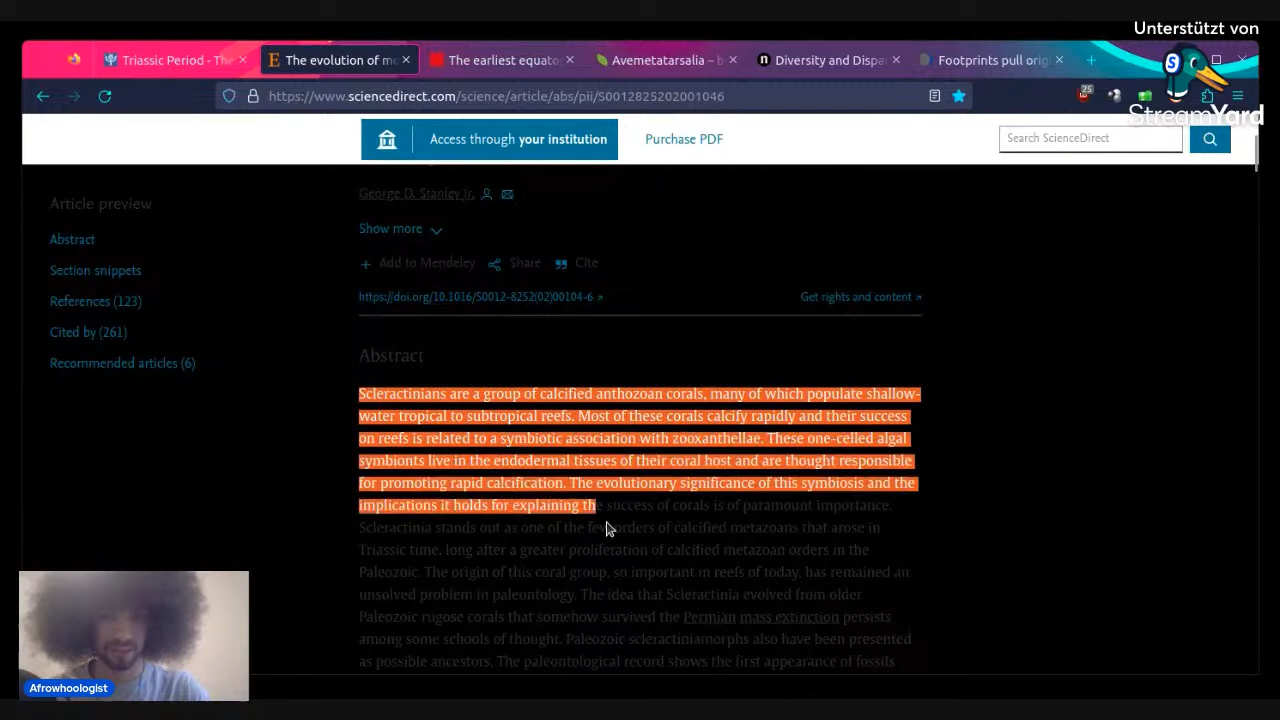 Unterstützt von
StreamYard
Triassic Period - The
The evolution of mo
The earliest equato
Avemetatarsalia – b
Diversity and Dispa
Footprints pull orig
https://www.sciencedirect.com/science/article/abs/pii/S0012825202001046
25
Access through your institution
Purchase PDF
Search ScienceDirect
George D. Stanley Jr.
Article preview
Show more
Abstract
Add to Mendeley
Share
Cite
Section snippets
https://doi.org/10.1016/S0012-8252(02)00104-6
Get rights and content
References (123)
Cited by (261)
Abstract
Recommended articles (6)
Scleractinians are a group of calcified anthozoan corals, many of which populate shallow-
water tropical to subtropical reefs. Most of these corals calcify rapidly and their success
on reefs is related to a symbiotic association with zooxanthellae. These one-celled algal
symbionts live in the endodermal tissues of their coral host and are thought responsible
for promoting rapid calcification. The evolutionary significance of this symbiosis and the
implications it holds for explaining the success of corals is of paramount importance.
Scleractinia stands out as one of the few orders of calcified metazoans that arose in
Triassic time, long after a greater proliferation of calcified metazoan orders in the
Paleozoic. The origin of this coral group, so important in reefs of today, has remained an
unsolved problem in paleontology. The idea that Scleractinia evolved from older
Paleozoic rugose corals that somehow survived the Permian mass extinction persists
among some schools of thought. Paleozoic scleractiniamorphs also have been presented
as possible ancestors. The paleontological record shows the first appearance of fossils
Afrowhoologist